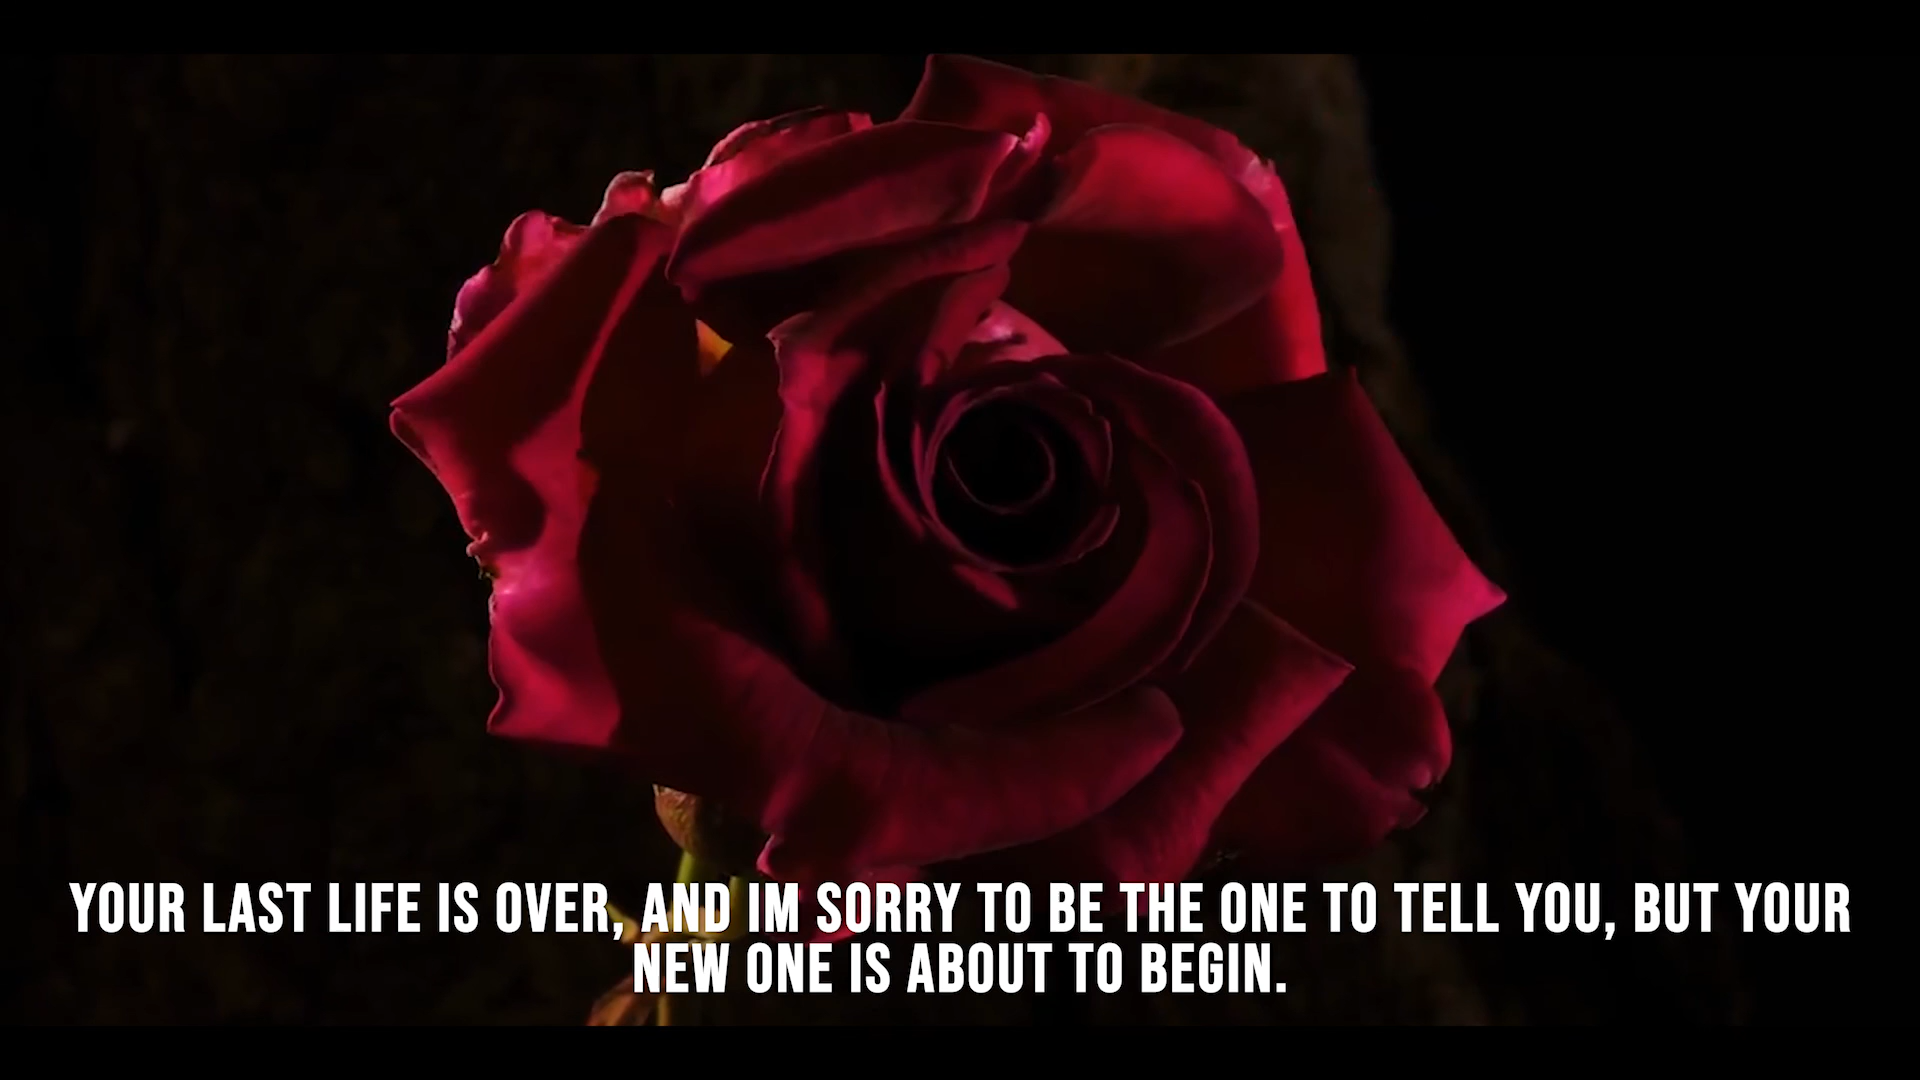 YOUR LAST LIFE IS OVER, AND IM SORRY TO BE THE ONE TO TELL YOU, BUT YOUR
NEW ONE IS ABOUT TO BEGIN.